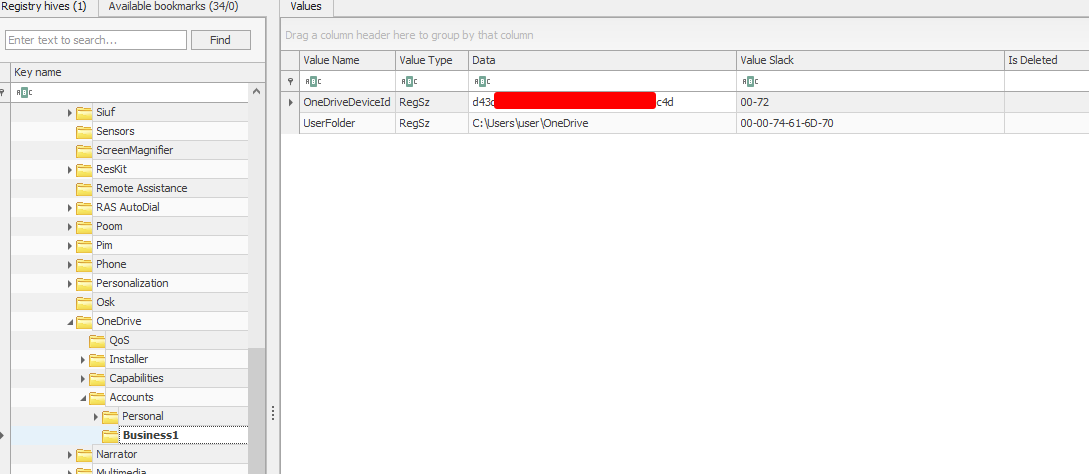 Registry hives (1) Available bookmarks (34/0) Values
Enter text to search... Find
Drag a column header here to group by that column
Key name
Value Name Value Type Data Value Slack Is Deleted
OneDriveDeviceId RegSz d43c c4d 00-72
UserFolder RegSz C:\Users\user\OneDrive 00-00-74-61-6D-70
Siuf
Sensors
ScreenMagnifier
ResKit
Remote Assistance
RAS AutoDial
Poom
Pim
Phone
Personalization
Osk
OneDrive
QoS
Installer
Capabilities
Accounts
Personal
Business1
Narrator
Multimedia